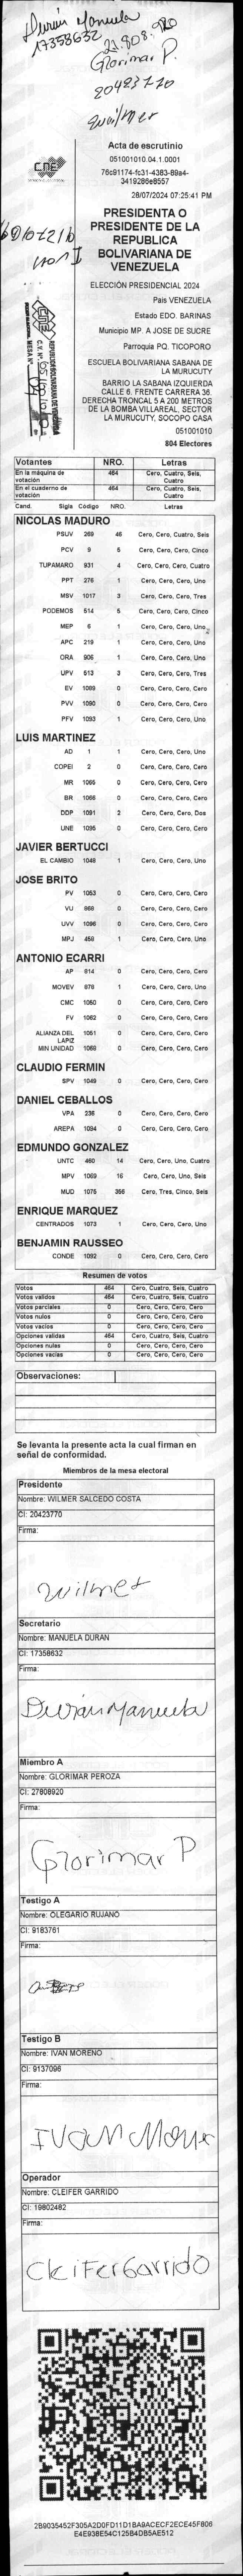 Durán Manuela
17358632
27.808.920
Glorimar P.
20423770
Wilmer
CNE
Acta de escrutinio
051001010.04.1.0001
76c91174-fc31-4383-89a4-
3419286e8557
28/07/2024 07:25:41 PM
PRESIDENTA O
PRESIDENTE DE LA
REPUBLICA
BOLIVARIANA DE
VENEZUELA
ELECCIÓN PRESIDENCIAL 2024
Pais VENEZUELA
Estado EDO. BARINAS
Municipio MP. A JOSE DE SUCRE
Parroquia PQ. TICOPORO
ESCUELA BOLIVARIANA SABANA DE
LA MURUCUTY
BARRIO LA SABANA IZQUIERDA
CALLE 6. FRENTE CARRERA 36.
DERECHA TRONCAL 5 A 200 METROS
DE LA BOMBA VILLAREAL. SECTOR
LA MURUCUTY, SOCOPO CASA
051001010
804 Electores
Votantes NRO. Letras
En la máquina de votación 464 Cero, Cuatro, Seis, Cuatro
En el cuaderno de votación 464 Cero, Cuatro, Seis, Cuatro
Cand. Sigla Código NRO. Letras
NICOLAS MADURO
PSUV 269 46 Cero, Cero, Cuatro, Seis
PCV 9 5 Cero, Cero, Cero, Cinco
TUPAMARO 931 4 Cero, Cero, Cero, Cuatro
PPT 276 1 Cero, Cero, Cero, Uno
MSV 1017 3 Cero, Cero, Cero, Tres
PODEMOS 514 5 Cero, Cero, Cero, Cinco
MEP 6 1 Cero, Cero, Cero, Uno
APC 219 1 Cero, Cero, Cero, Uno
ORA 906 1 Cero, Cero, Cero, Uno
UPV 513 3 Cero, Cero, Cero, Tres
EV 1089 0 Cero, Cero, Cero, Cero
PVV 1090 0 Cero, Cero, Cero, Cero
PFV 1093 1 Cero, Cero, Cero, Uno
LUIS MARTINEZ
AD 1 1 Cero, Cero, Cero, Uno
COPEI 2 0 Cero, Cero, Cero, Cero
MR 1065 0 Cero, Cero, Cero, Cero
BR 1066 0 Cero, Cero, Cero, Cero
DDP 1091 2 Cero, Cero, Cero, Dos
UNE 1095 0 Cero, Cero, Cero, Cero
JAVIER BERTUCCI
EL CAMBIO 1048 1 Cero, Cero, Cero, Uno
JOSE BRITO
PV 1053 0 Cero, Cero, Cero, Cero
VU 868 0 Cero, Cero, Cero, Cero
UVV 1096 0 Cero, Cero, Cero, Cero
MPJ 458 1 Cero, Cero, Cero, Uno
ANTONIO ECARRI
AP 814 0 Cero, Cero, Cero, Cero
MOVEV 978 1 Cero, Cero, Cero, Uno
CMC 1050 0 Cero, Cero, Cero, Cero
FV 1062 0 Cero, Cero, Cero, Cero
ALIANZA DEL LAPIZ 1051 0 Cero, Cero, Cero, Cero
MIN UNIDAD 1068 0 Cero, Cero, Cero, Cero
CLAUDIO FERMIN
SPV 1049 0 Cero, Cero, Cero, Cero
DANIEL CEBALLOS
VPA 236 0 Cero, Cero, Cero, Cero
AREPA 1094 0 Cero, Cero, Cero, Cero
EDMUNDO GONZALEZ
UNTC 460 14 Cero, Cero, Uno, Cuatro
MPV 1069 16 Cero, Cero, Uno, Seis
MUD 1075 356 Cero, Tres, Cinco, Seis
ENRIQUE MARQUEZ
CENTRADOS 1073 1 Cero, Cero, Cero, Uno
BENJAMIN RAUSSEO
CONDE 1092 0 Cero, Cero, Cero, Cero
Resumen de votos
Votos 464 Cero, Cuatro, Seis, Cuatro
Votos validos 464 Cero, Cuatro, Seis, Cuatro
Votos parciales 0 Cero, Cero, Cero, Cero
Votos nulos 0 Cero, Cero, Cero, Cero
Votos vacios 0 Cero, Cero, Cero, Cero
Opciones validas 464 Cero, Cuatro, Seis, Cuatro
Opciones nulas 0 Cero, Cero, Cero, Cero
Opciones vacias 0 Cero, Cero, Cero, Cero
Observaciones:
Se levanta la presente acta la cual firman en
señal de conformidad.
Miembros de la mesa electoral
Presidente
Nombre: WILMER SALCEDO COSTA
CI: 20423770
Firma:
Wilmer
Secretario
Nombre: MANUELA DURAN
CI: 17358632
Firma:
Durán Manuela
Miembro A
Nombre: GLORIMAR PEROZA
CI: 27808920
Firma:
Glorimar P
Testigo A
Nombre: OLEGARIO RUJANO
CI: 9183761
Firma:
Testigo B
Nombre: IVAN MORENO
CI: 9137096
Firma:
IVAN
Operador
Nombre: CLEIFER GARRIDO
CI: 19802482
Firma:
Cleifer Garrido
2B9035452F305A2D0FD11D1BA9ACECF2ECE45F806
E4E938E54C125B4DB5AE512